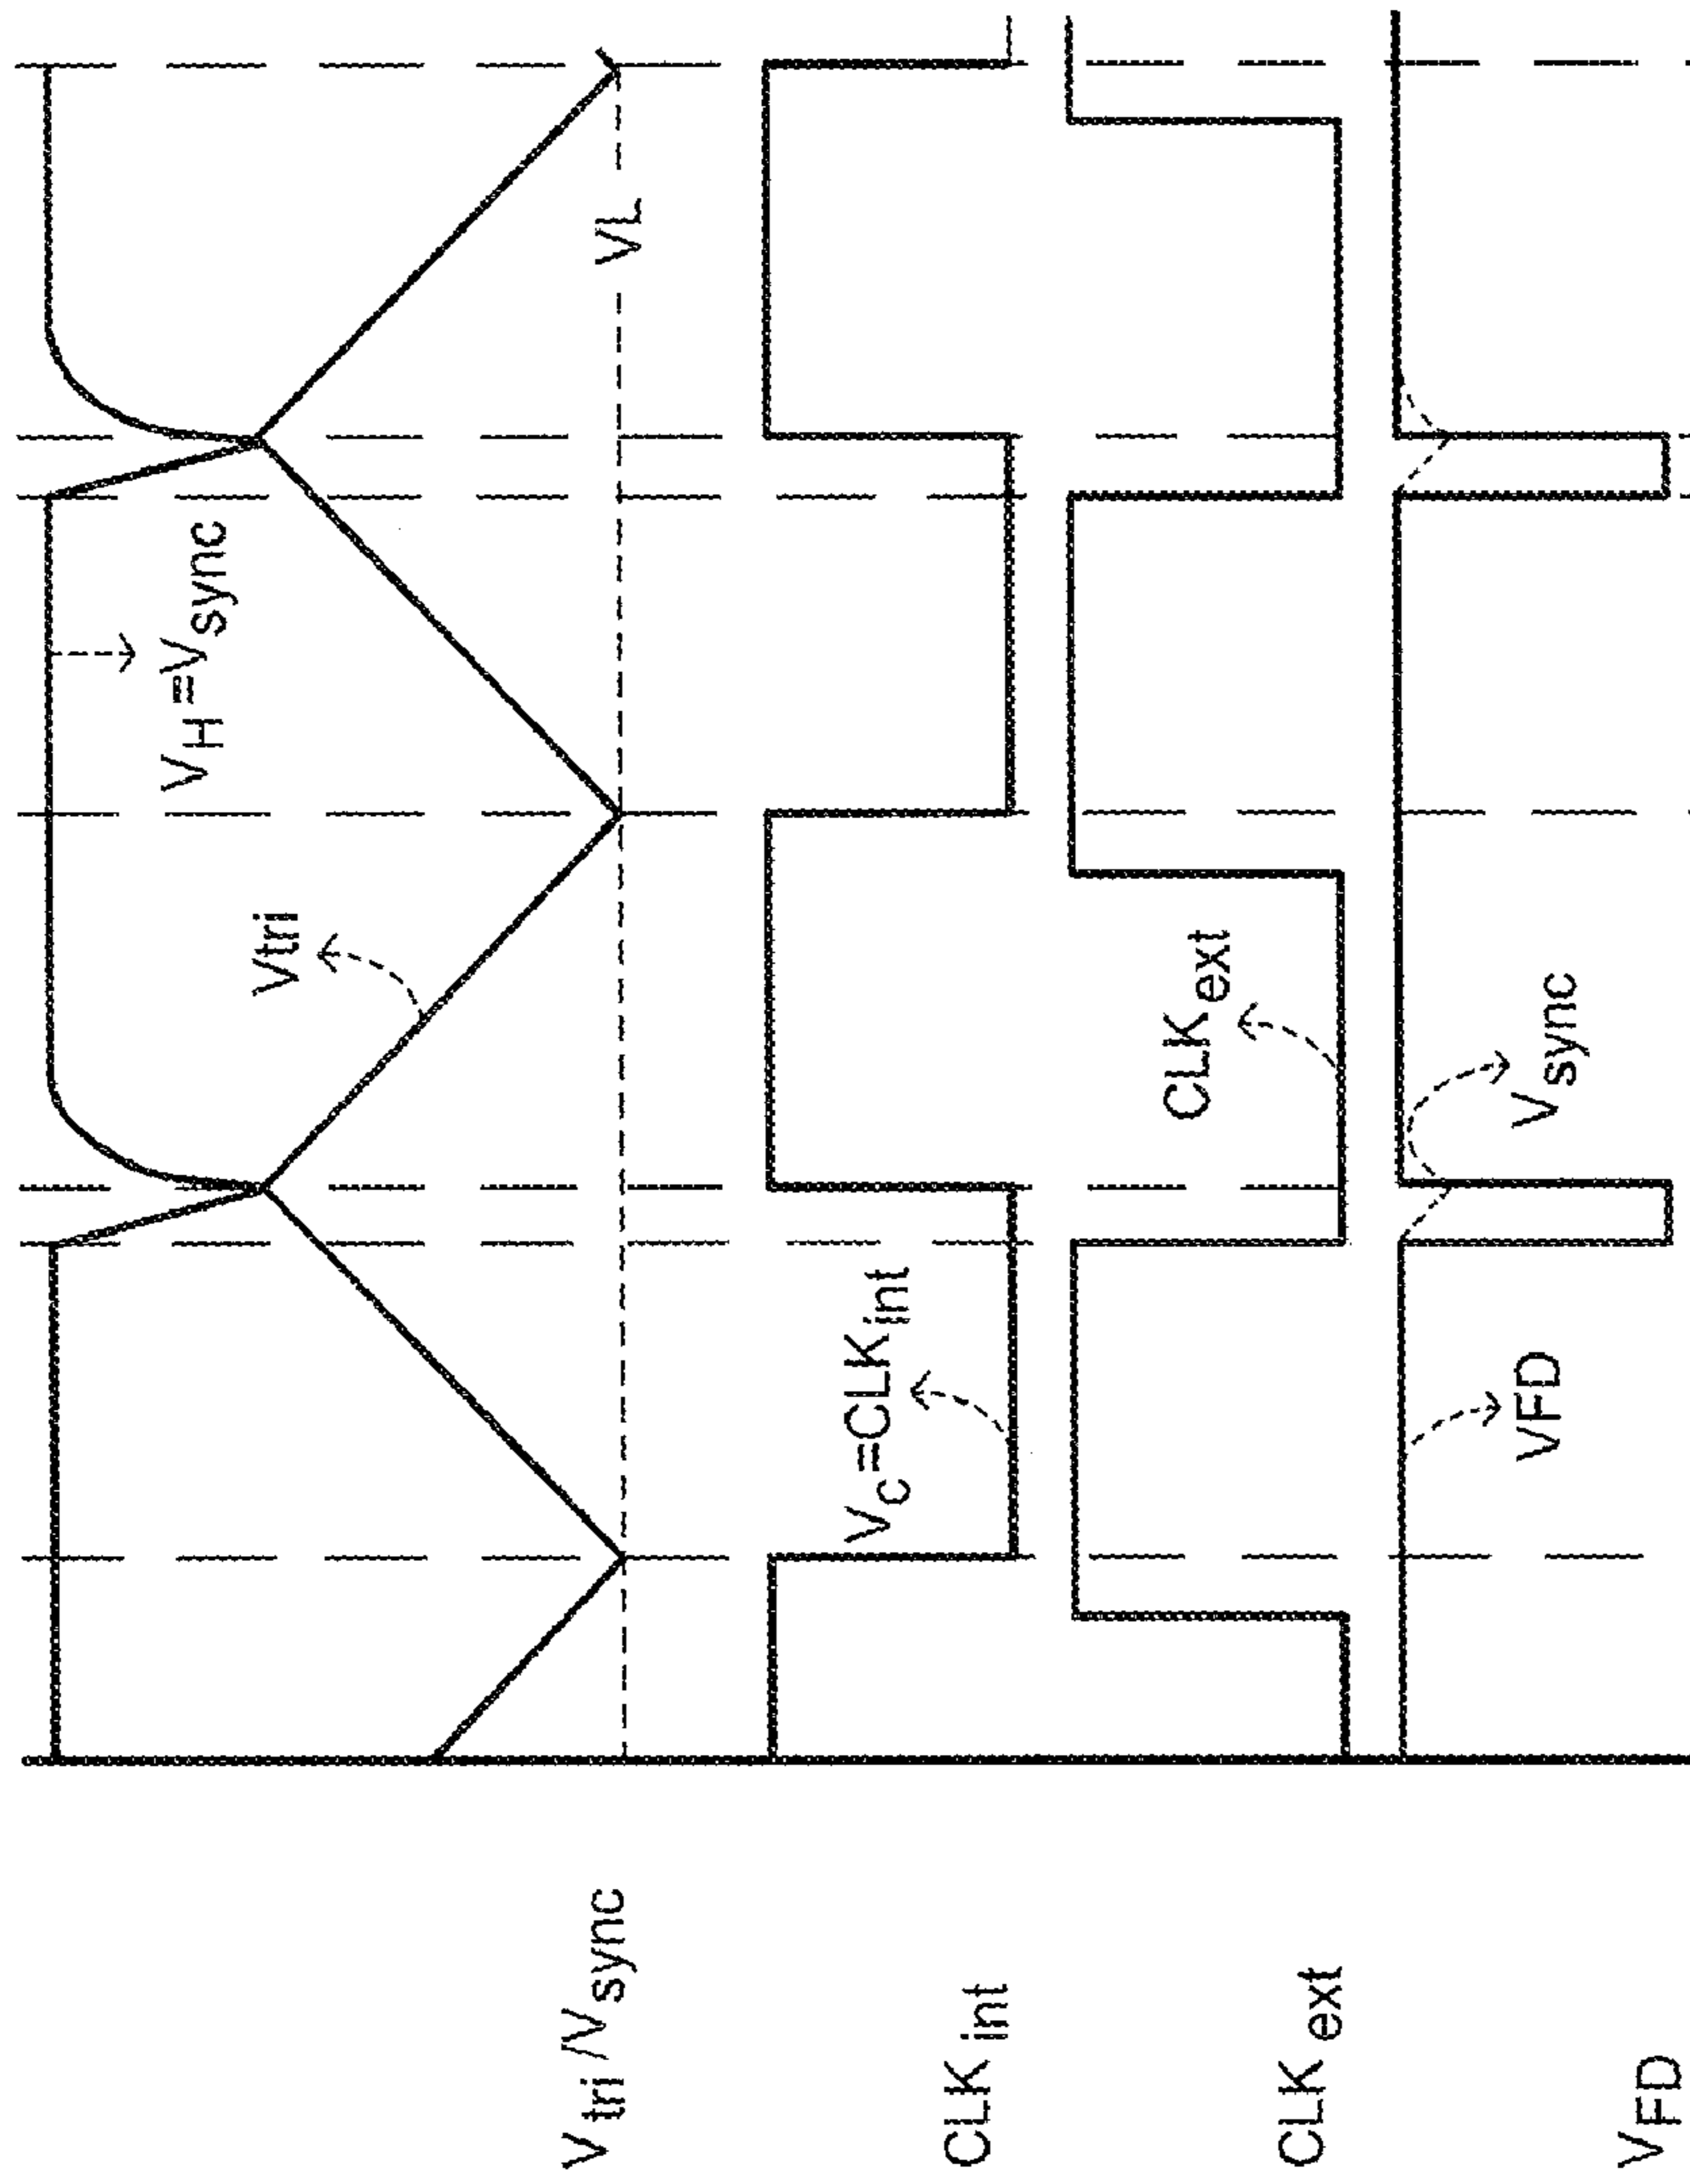 V_H=V_sync
Vtri
VL
V_tri/V_sync
V_c=CLK_int
CLK_int
CLK_ext
CLK_ext
VFD
V_sync
V_FD